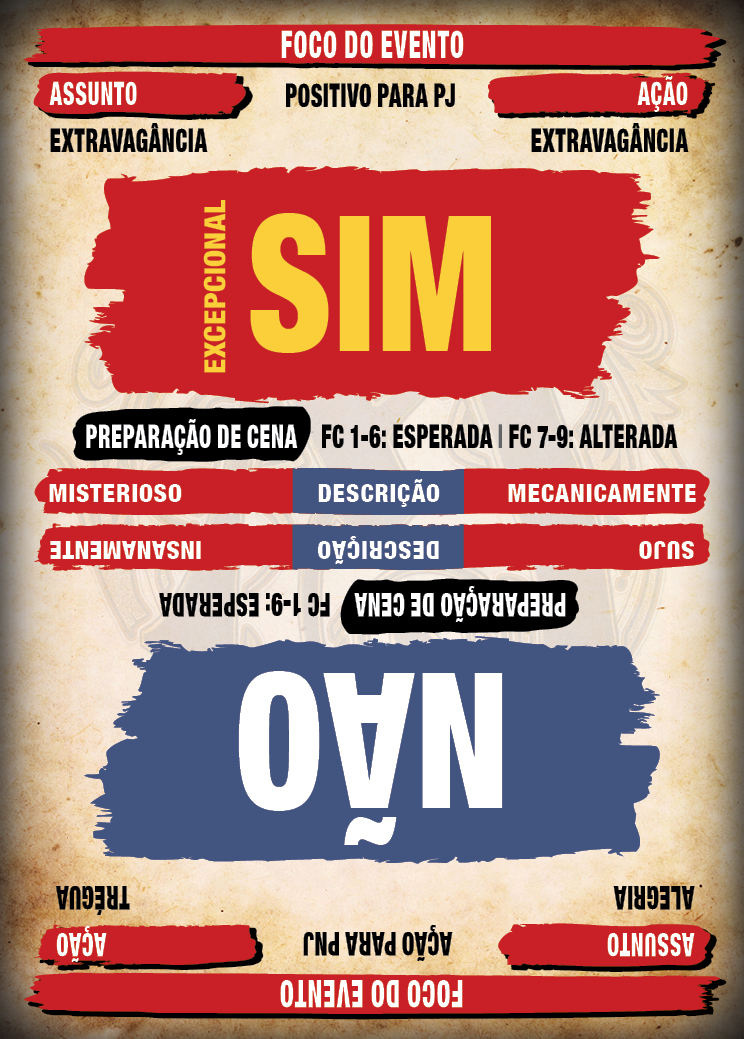 FOCO DO EVENTO
ASSUNTO POSITIVO PARA PJ AÇÃO
EXTRAVAGÂNCIA EXTRAVAGÂNCIA
EXCEPCIONAL SIM
PREPARAÇÃO DE CENA FC 1-6: ESPERADA | FC 7-9: ALTERADA
MISTERIOSO DESCRIÇÃO MECANICAMENTE
FOCO DO EVENTO
ASSUNTO AÇÃO PARA PNJ AÇÃO
ALEGRIA TRÉGUA
NÃO
PREPARAÇÃO DE CENA FC 1-9: ESPERADA
SUJO DESCRIÇÃO INSANAMENTE